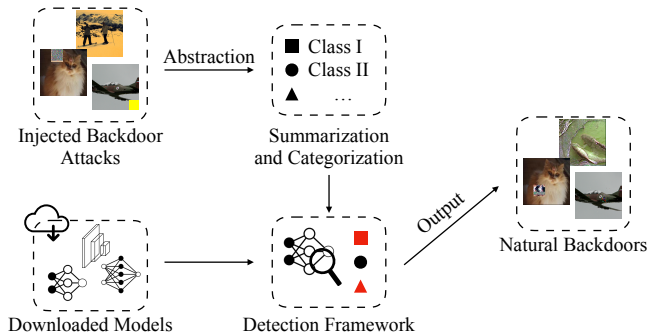 Abstraction
Class I
Class II
...
Injected Backdoor
Attacks
Summarization
and Categorization
Output
Natural Backdoors
Downloaded Models
Detection Framework